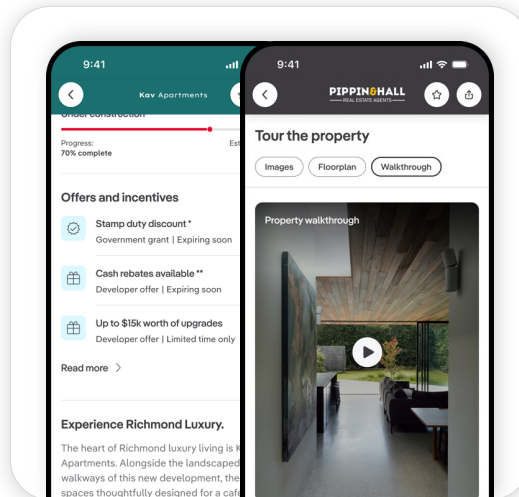 9:41
Kav Apartments
Under construction
Progress:
70% complete
Est
Offers and incentives
Stamp duty discount *
Government grant | Expiring soon
Cash rebates available **
Developer offer | Expiring soon
Up to $15k worth of upgrades
Developer offer | Limited time only
Read more
Experience Richmond Luxury.
The heart of Richmond luxury living is K
Apartments. Alongside the landscaped
walkways of this new development, the
spaces thoughtfully designed for a café
9:41
PIPPIN&HALL
REAL ESTATE AGENTS
Tour the property
Images
Floorplan
Walkthrough
Property walkthrough